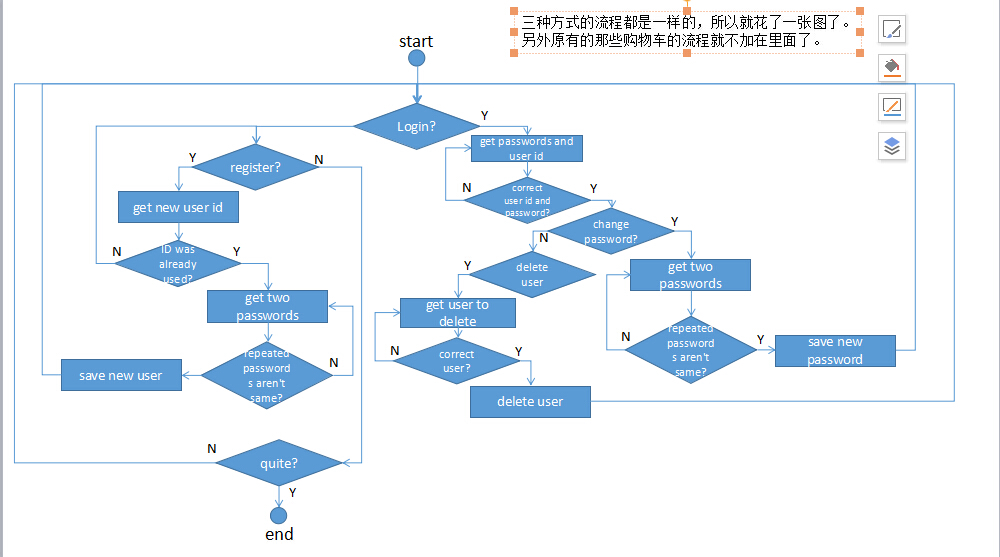 三种方式的流程都是一样的，所以就花了一张图了。
另外原有的那些购物车的流程就不加在里面了。
start
Login?
Y
get passwords and
user id
register?
Y
N
correct
user id and
password?
N
Y
get new user id
change
password?
N
Y
ID was
already
used?
N
Y
delete
user
Y
get two
passwords
get two
passwords
get user to
delete
repeated
password
s aren't
same?
N
Y
save new
password
correct
user?
N
Y
repeated
password
s aren't
same?
N
save new user
delete user
quite?
N
Y
end